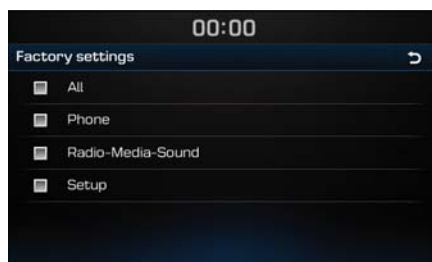 00:00
Factory settings
All
Phone
Radio-Media-Sound
Setup